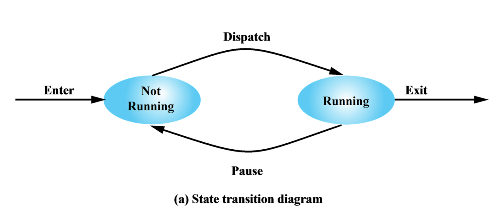 Dispatch
Enter
Not
Running
Running
Exit
Pause
(a) State transition diagram